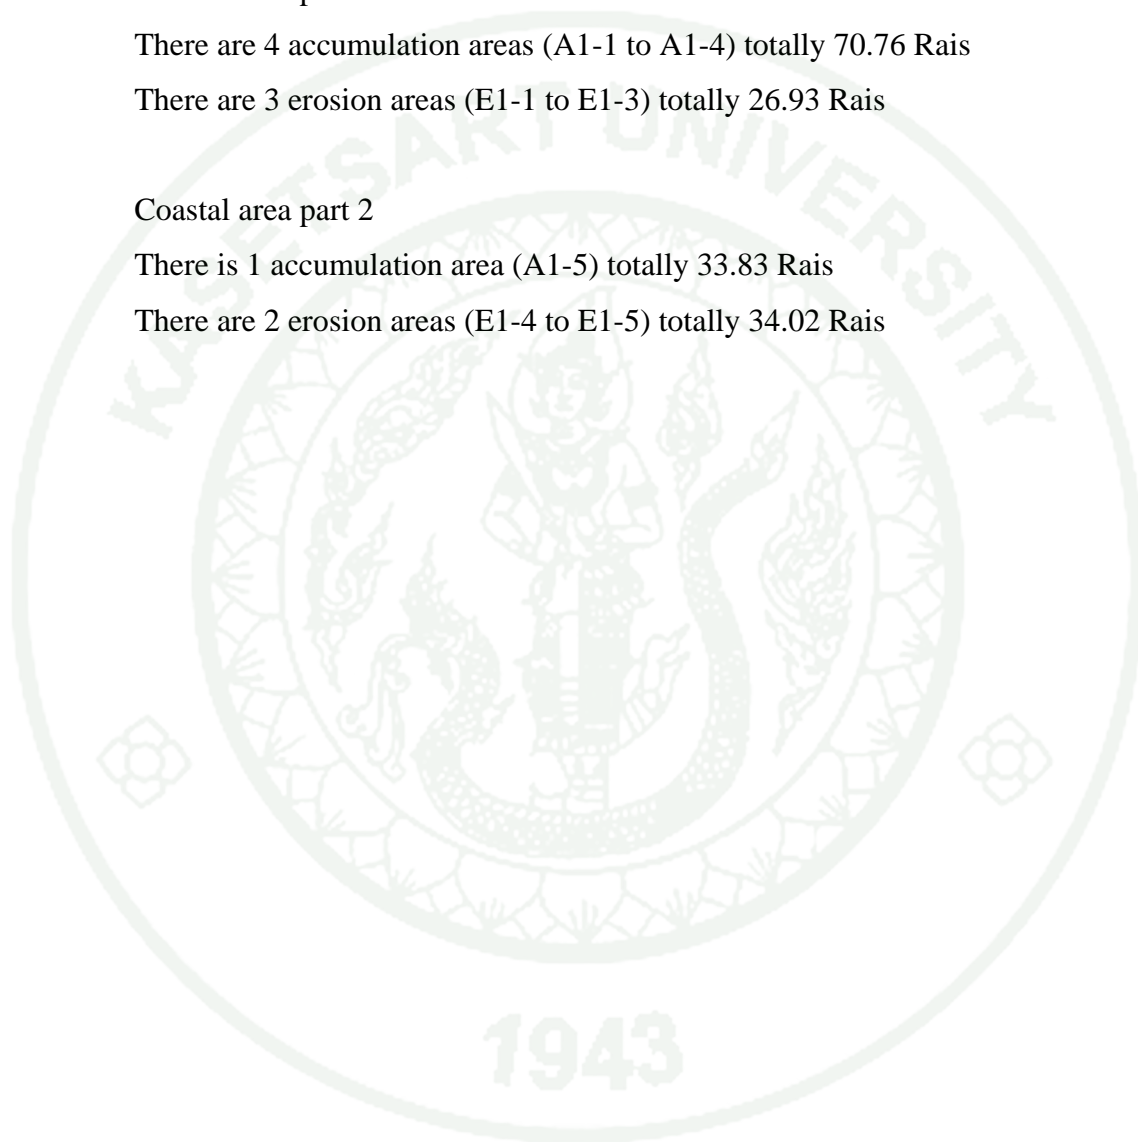 There are 4 accumulation areas (A1-1 to A1-4) totally 70.76 Rais
There are 3 erosion areas (E1-1 to E1-3) totally 26.93 Rais
Coastal area part 2
There is 1 accumulation area (A1-5) totally 33.83 Rais
There are 2 erosion areas (E1-4 to E1-5) totally 34.02 Rais
KASETSART UNIVERSITY
1943